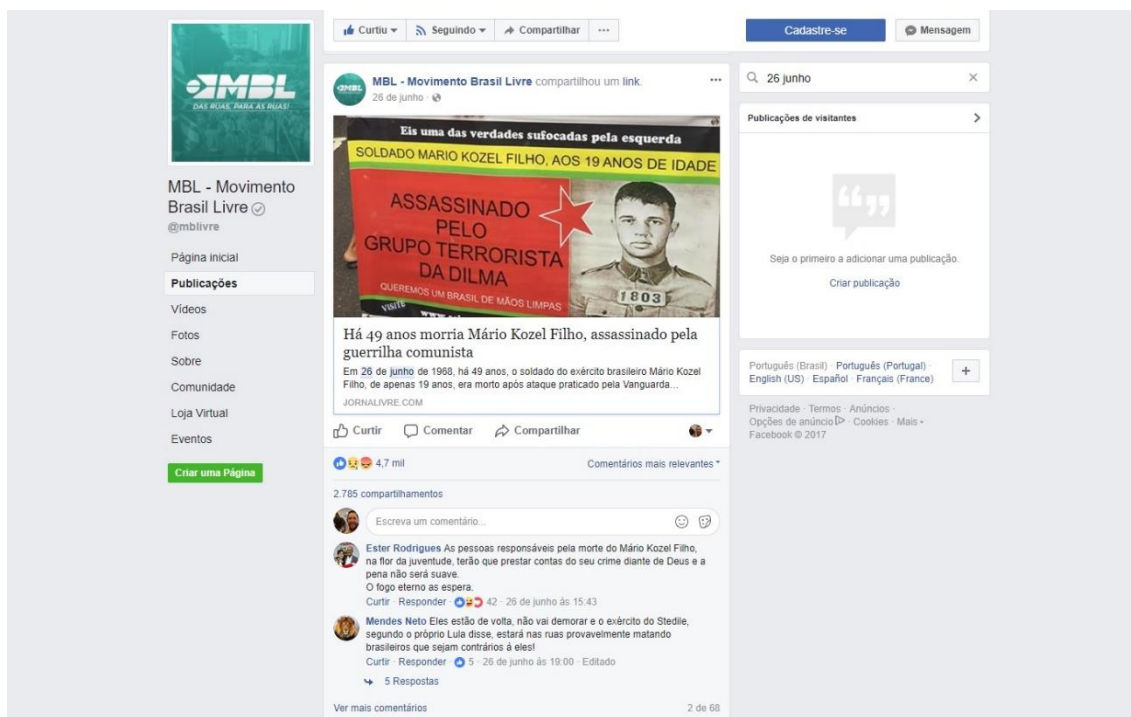 MBL
DAS RUAS, PARA AS RUAS!
MBL - Movimento
Brasil Livre
@mblivre
Página inicial
Publicações
Vídeos
Fotos
Sobre
Comunidade
Loja Virtual
Eventos
Criar uma Página
Curtiu
Seguindo
Compartilhar
MBL
MBL - Movimento Brasil Livre compartilhou um link.
26 de junho ·
Eis uma das verdades sufocadas pela esquerda
SOLDADO MARIO KOZEL FILHO, AOS 19 ANOS DE IDADE
ASSASSINADO
PELO
GRUPO TERRORISTA
DA DILMA
QUEREMOS UM BRASIL DE MÃOS LIMPAS
VISITE
1803
Há 49 anos morria Mário Kozel Filho, assassinado pela
guerrilha comunista
Em 26 de junho de 1968, há 49 anos, o soldado do exército brasileiro Mário Kozel
Filho, de apenas 19 anos, era morto após ataque praticado pela Vanguarda...
JORNALIVRE.COM
Curtir
Comentar
Compartilhar
4,7 mil
Comentários mais relevantes
2.785 compartilhamentos
Escreva um comentário...
Ester Rodrigues As pessoas responsáveis pela morte do Mário Kozel Filho,
na flor da juventude, terão que prestar contas do seu crime diante de Deus e a
pena não será suave.
O fogo eterno as espera.
Curtir · Responder · 42 · 26 de junho às 15:43
Mendes Neto Eles estão de volta, não vai demorar e o exército do Stedile,
segundo o próprio Lula disse, estará nas ruas provavelmente matando
brasileiros que sejam contrários á eles!
Curtir · Responder · 5 · 26 de junho às 19:00 · Editado
5 Respostas
Ver mais comentários
2 de 68
Cadastre-se
Mensagem
26 junho
Publicações de visitantes
Seja o primeiro a adicionar uma publicação.
Criar publicação
Português (Brasil) · Português (Portugal) ·
English (US) · Español · Français (France)
Privacidade · Termos · Anúncios ·
Opções de anúncio · Cookies · Mais
Facebook © 2017